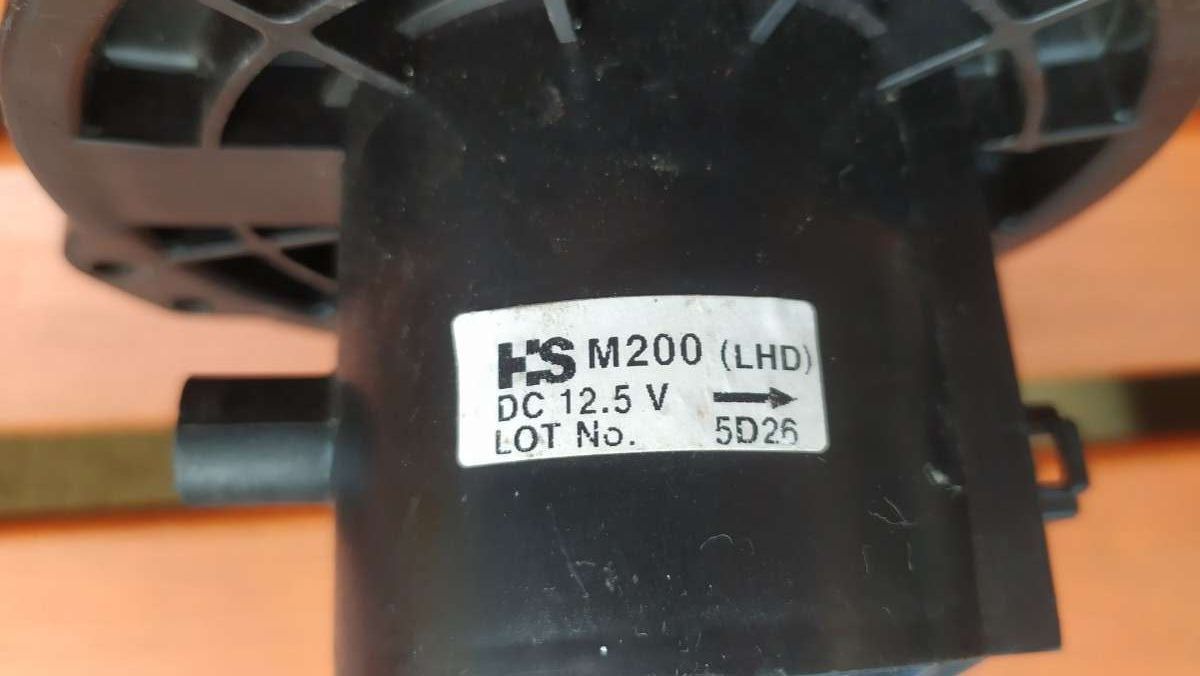 HS M200 (LHD)
DC 12.5 V →
LOT No. 5D26